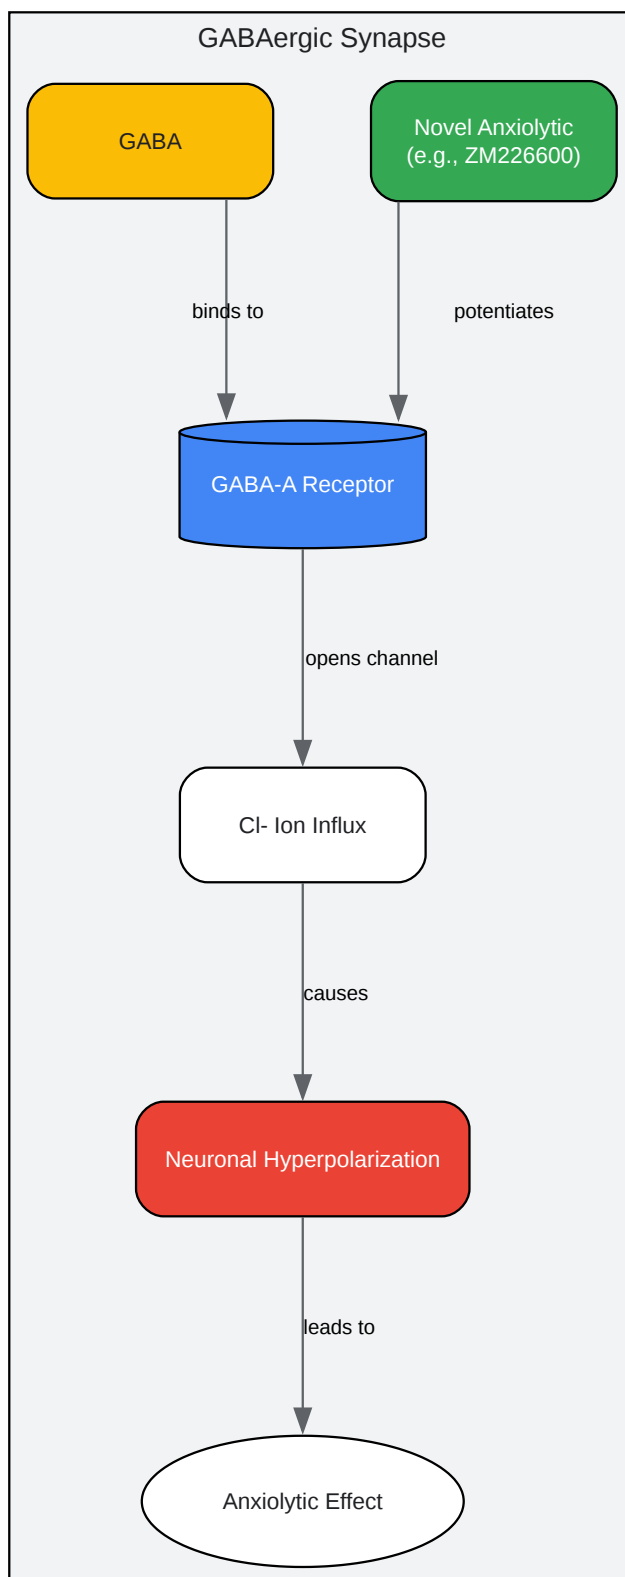 GABAergic Synapse
GABA
Novel Anxiolytic
(e.g., ZM226600)
binds to
potentiates
GABA-A Receptor
opens channel
Cl- Ion Influx
causes
Neuronal Hyperpolarization
leads to
Anxiolytic Effect